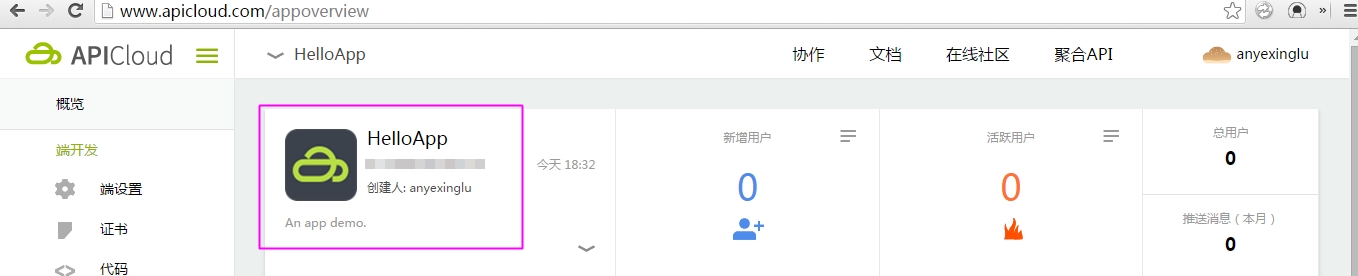 www.apicloud.com/appoverview
APICloud
HelloApp
协作
文档
在线社区
聚合API
anyexinglu
概览
端开发
端设置
证书
代码
HelloApp
创建人: anyexinglu
An app demo.
今天 18:32
新增用户
0
活跃用户
0
总用户
0
推送消息（本月）
0